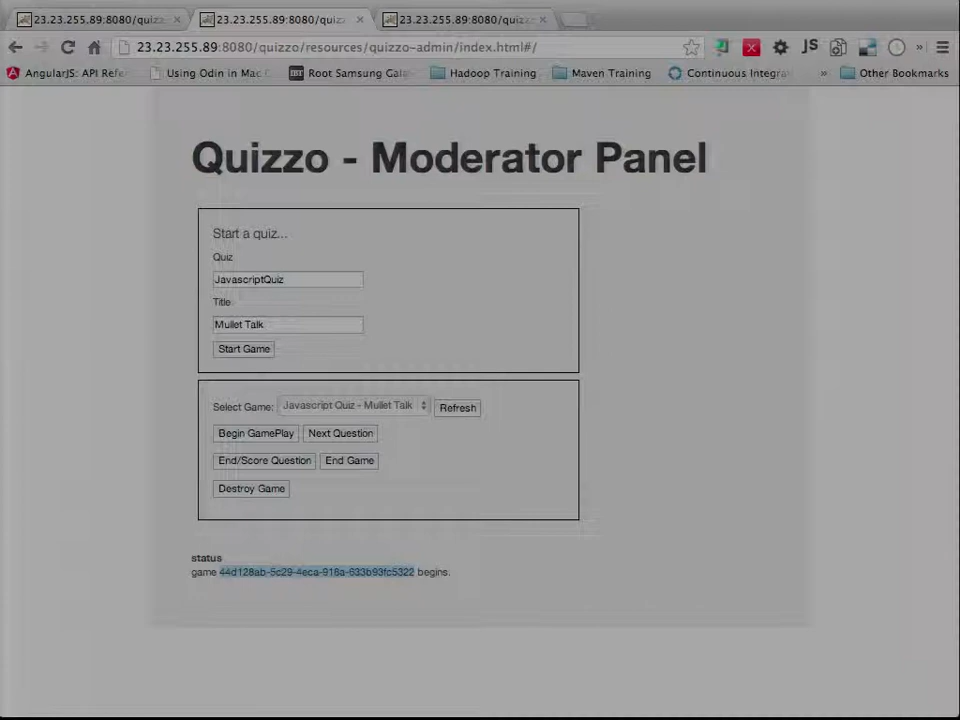 23.23.255.89:8080/quizz 23.23.255.89:8080/quizz 23.23.255.89:8080/quizz
23.23.255.89:8080/quizzo/resources/quizzo-admin/index.html#/ JS »
AngularJS: API Refe Using Odin in Mac Root Samsung Gala Hadoop Training Maven Training Continuous Integra » Other Bookmarks
Quizzo - Moderator Panel
Start a quiz...
Quiz
JavascriptQuiz
Title
Mullet Talk
Start Game
Select Game: Javascript Quiz - Mullet Talk Refresh
Begin GamePlay Next Question
End/Score Question End Game
Destroy Game
status
game 44d128ab-5c29-4eca-916a-633b93fc5322 begins.